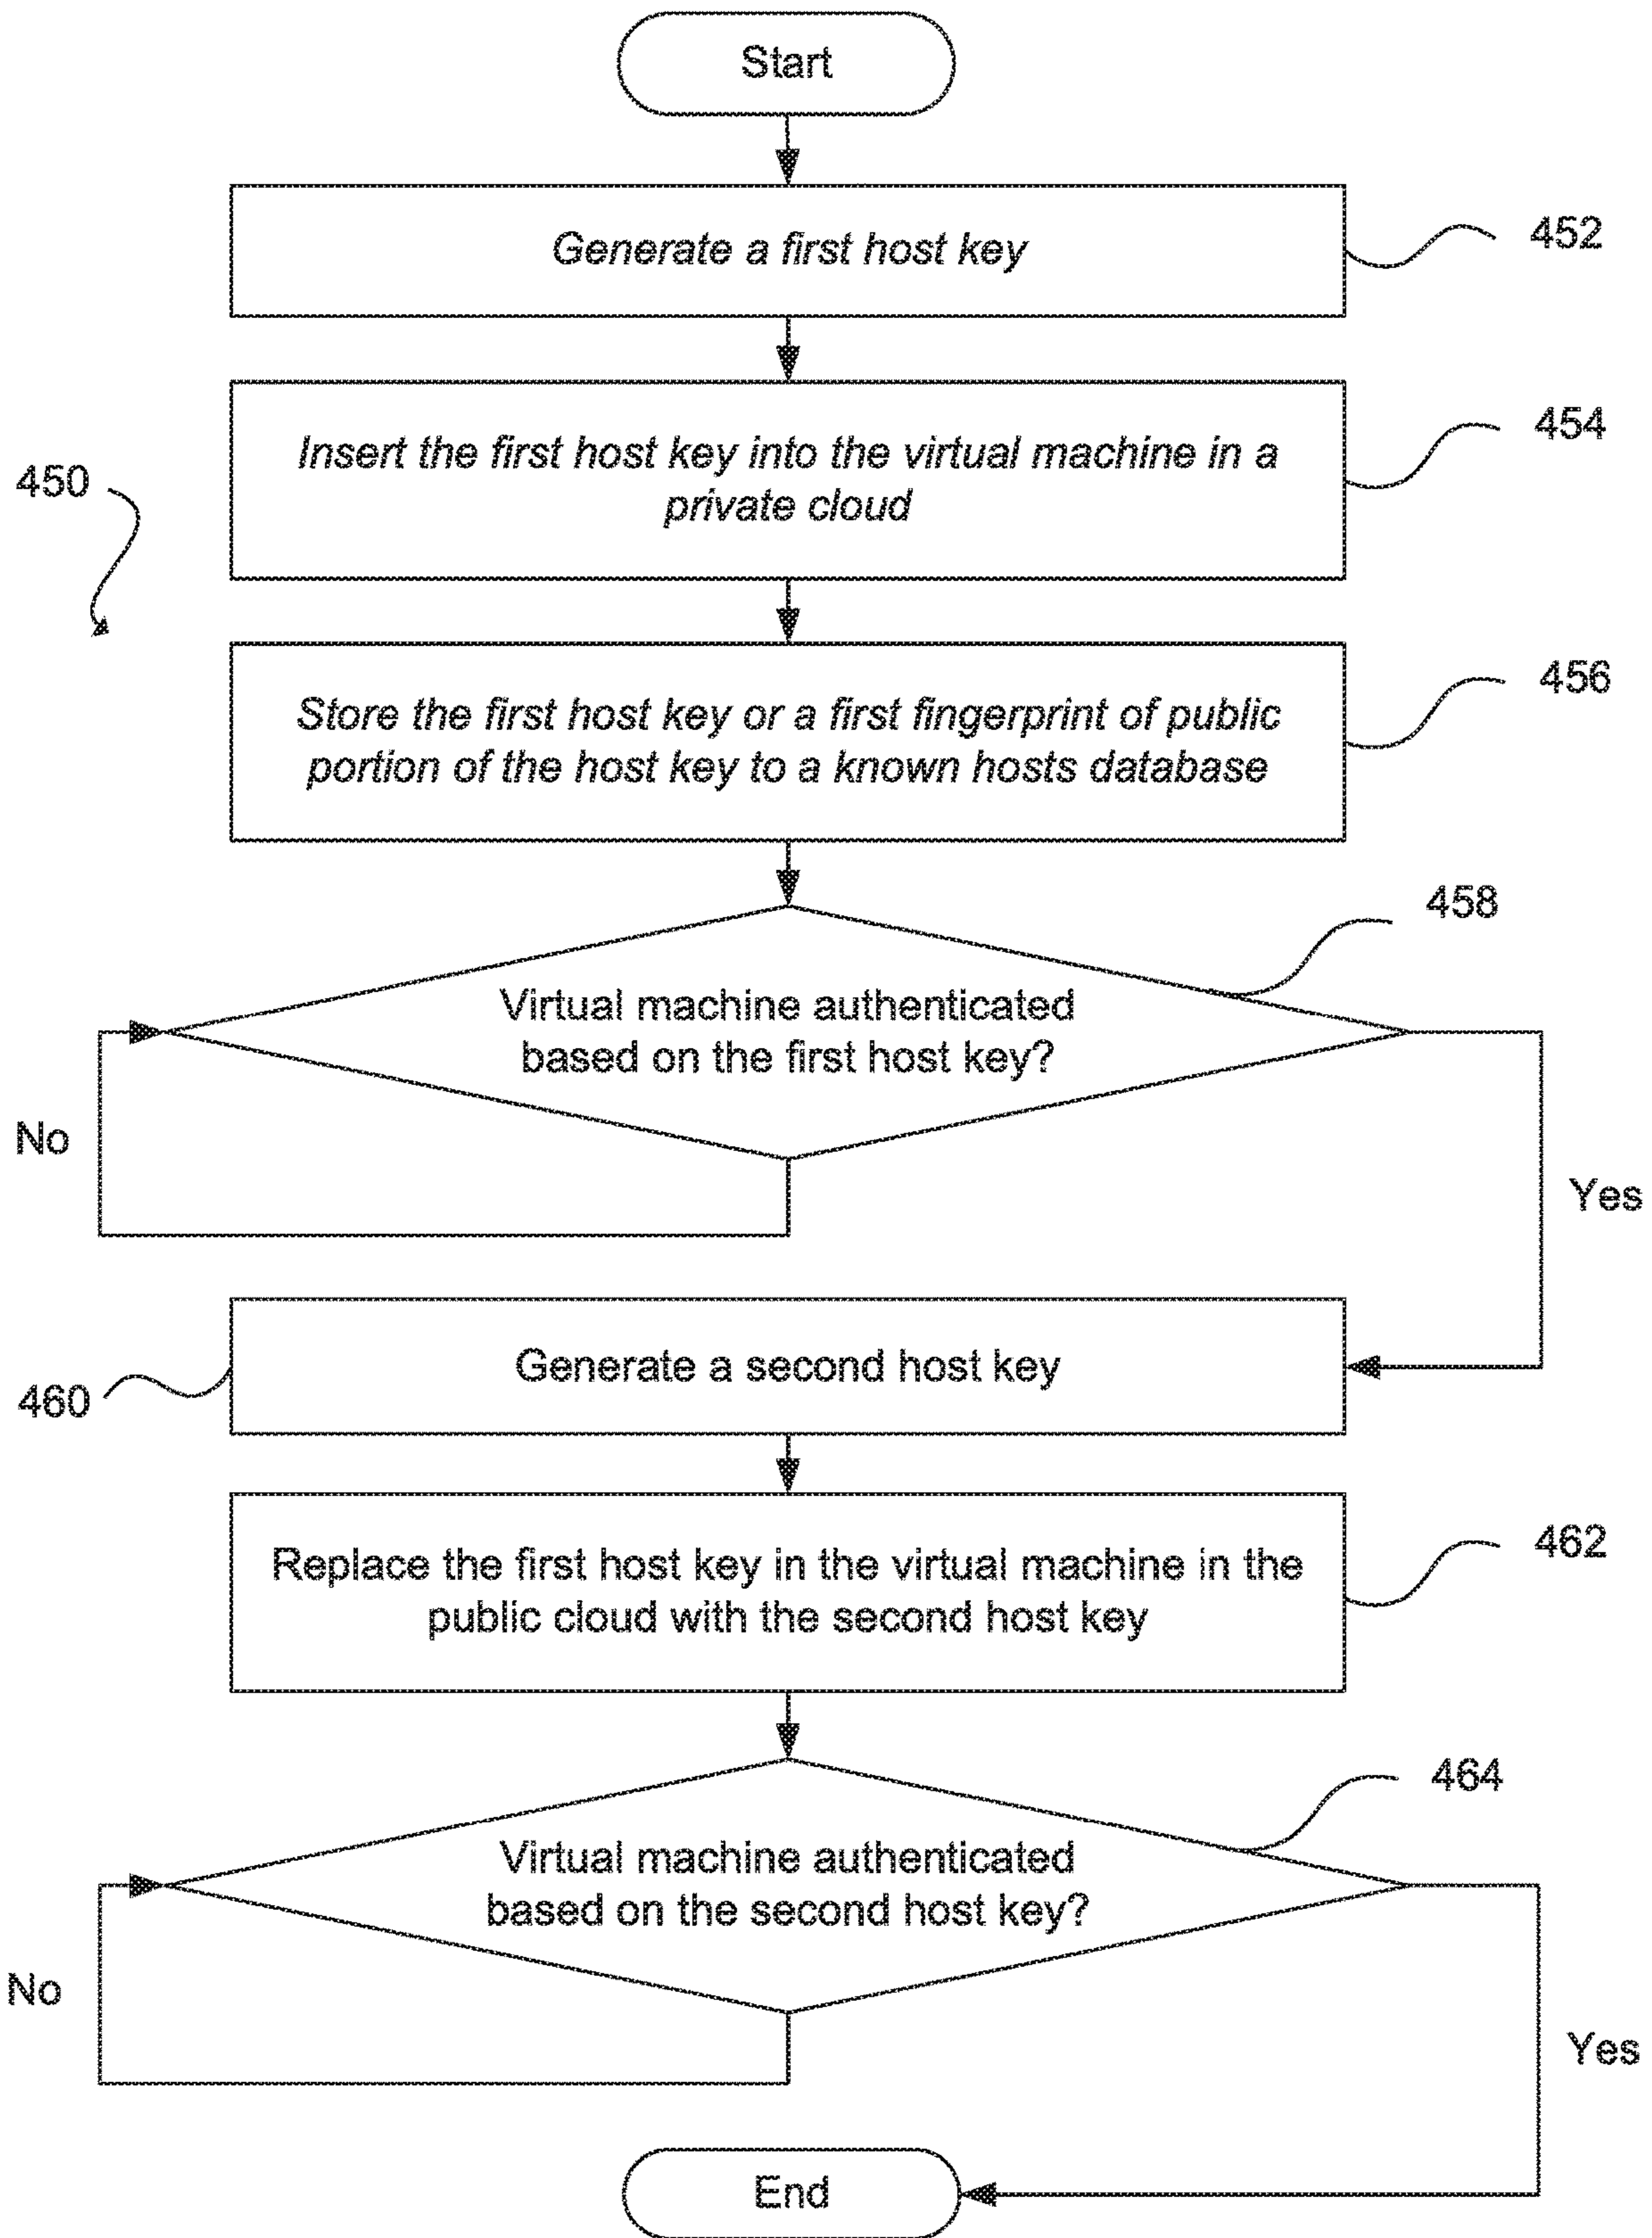 Start
Generate a first host key
452
Insert the first host key into the virtual machine in a
private cloud
454
450
Store the first host key or a first fingerprint of public
portion of the host key to a known hosts database
456
458
Virtual machine authenticated
based on the first host key?
No
Yes
Generate a second host key
460
Replace the first host key in the virtual machine in the
public cloud with the second host key
462
464
Virtual machine authenticated
based on the second host key?
No
Yes
End